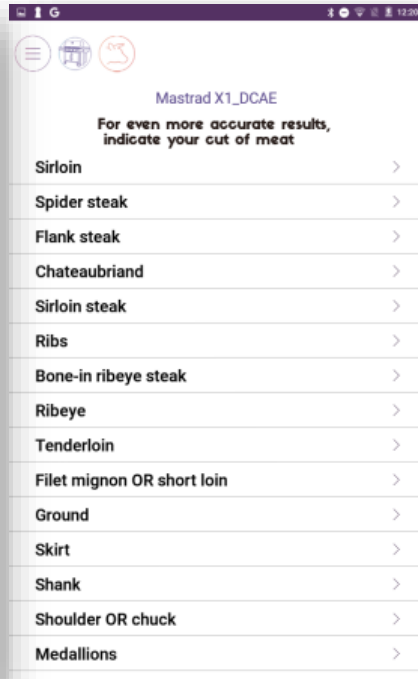 G
12:20
Mastrad X1_DCAE
For even more accurate results,
indicate your cut of meat
Sirloin
Spider steak
Flank steak
Chateaubriand
Sirloin steak
Ribs
Bone-in ribeye steak
Ribeye
Tenderloin
Filet mignon OR short loin
Ground
Skirt
Shank
Shoulder OR chuck
Medallions